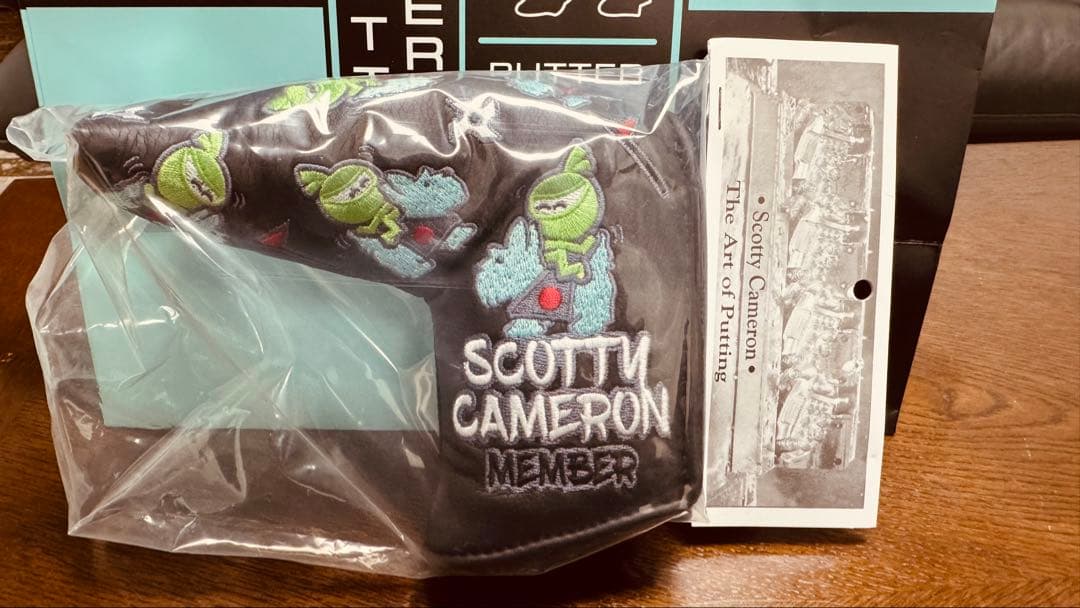 T
T
E
R
PUTTER
SCOTTY
CAMERON
MEMBER
• Scotty Cameron •
The Art of Putting